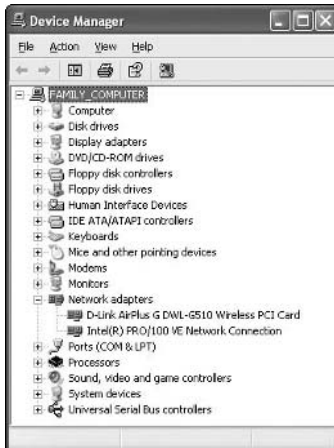 Device Manager
File Action View Help
FAMILY_COMPUTER
Computer
Disk drives
Display adapters
DVD/CD-ROM drives
Floppy disk controllers
Floppy disk drives
Human Interface Devices
IDE ATA/ATAPI controllers
Keyboards
Mice and other pointing devices
Modems
Monitors
Network adapters
D-Link AirPlus G DWL-G510 Wireless PCI Card
Intel(R) PRO/100 VE Network Connection
Ports (COM & LPT)
Processors
Sound, video and game controllers
System devices
Universal Serial Bus controllers